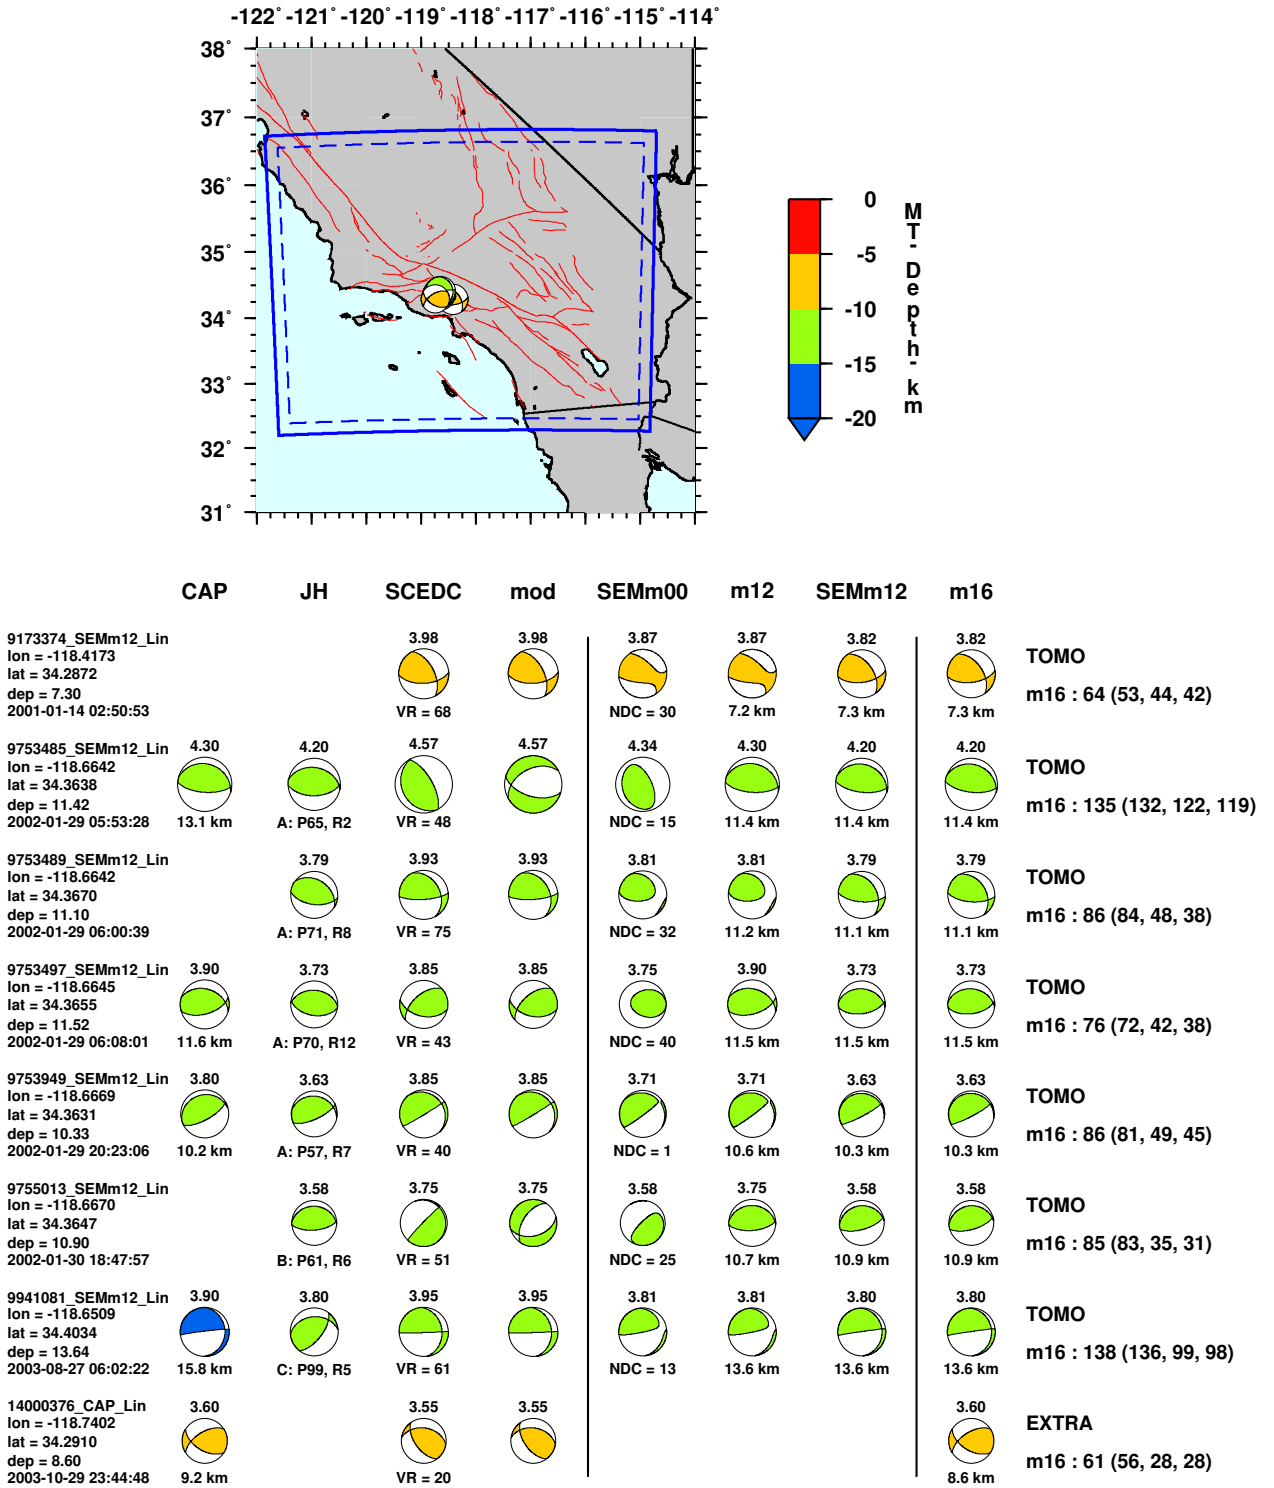 -122° -121° -120° -119° -118° -117° -116° -115° -114°
38°
37°
36°
35°
34°
33°
32°
31°
0
-5
-10
-15
-20
MT-Depth-km
CAP JH SCEDC mod SEMm00 m12 SEMm12 m16
9173374_SEMm12_Lin
lon = -118.4173
lat = 34.2872
dep = 7.30
2001-01-14 02:50:53
3.98 3.98 3.87 3.87 3.82 3.82
VR = 68 NDC = 30 7.2 km 7.3 km 7.3 km
TOMO
m16 : 64 (53, 44, 42)
9753485_SEMm12_Lin
lon = -118.6642
lat = 34.3638
dep = 11.42
2002-01-29 05:53:28
4.30 4.20 4.57 4.57 4.34 4.30 4.20 4.20
13.1 km A: P65, R2 VR = 48 NDC = 15 11.4 km 11.4 km 11.4 km
TOMO
m16 : 135 (132, 122, 119)
9753489_SEMm12_Lin
lon = -118.6642
lat = 34.3670
dep = 11.10
2002-01-29 06:00:39
3.79 3.93 3.93 3.81 3.81 3.79 3.79
A: P71, R8 VR = 75 NDC = 32 11.2 km 11.1 km 11.1 km
TOMO
m16 : 86 (84, 48, 38)
9753497_SEMm12_Lin
lon = -118.6645
lat = 34.3655
dep = 11.52
2002-01-29 06:08:01
3.90 3.73 3.85 3.85 3.75 3.90 3.73 3.73
11.6 km A: P70, R12 VR = 43 NDC = 40 11.5 km 11.5 km 11.5 km
TOMO
m16 : 76 (72, 42, 38)
9753949_SEMm12_Lin
lon = -118.6669
lat = 34.3631
dep = 10.33
2002-01-29 20:23:06
3.80 3.63 3.85 3.85 3.71 3.71 3.63 3.63
10.2 km A: P57, R7 VR = 40 NDC = 1 10.6 km 10.3 km 10.3 km
TOMO
m16 : 86 (81, 49, 45)
9755013_SEMm12_Lin
lon = -118.6670
lat = 34.3647
dep = 10.90
2002-01-30 18:47:57
3.58 3.75 3.75 3.58 3.75 3.58 3.58
B: P61, R6 VR = 51 NDC = 25 10.7 km 10.9 km 10.9 km
TOMO
m16 : 85 (83, 35, 31)
9941081_SEMm12_Lin
lon = -118.6509
lat = 34.4034
dep = 13.64
2003-08-27 06:02:22
3.90 3.80 3.95 3.95 3.81 3.81 3.80 3.80
15.8 km C: P99, R5 VR = 61 NDC = 13 13.6 km 13.6 km 13.6 km
TOMO
m16 : 138 (136, 99, 98)
14000376_CAP_Lin
lon = -118.7402
lat = 34.2910
dep = 8.60
2003-10-29 23:44:48
3.60 3.55 3.55 3.60
9.2 km VR = 20 8.6 km
EXTRA
m16 : 61 (56, 28, 28)